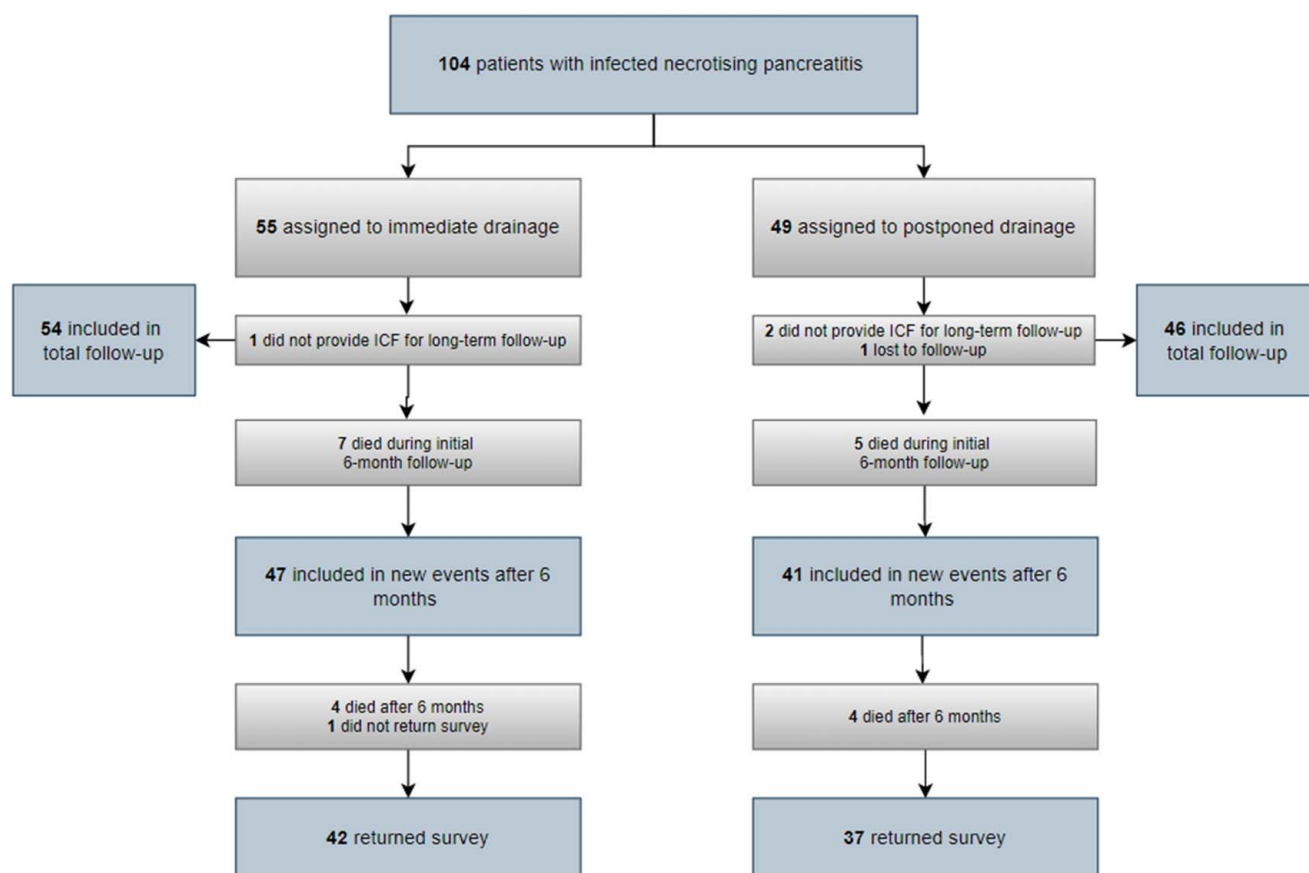 104 patients with infected necrotising pancreatitis
55 assigned to immediate drainage
49 assigned to postponed drainage
54 included in
total follow-up
1 did not provide ICF for long-term follow-up
2 did not provide ICF for long-term follow-up
1 lost to follow-up
46 included in
total follow-up
7 died during initial
6-month follow-up
5 died during initial
6-month follow-up
47 included in new events after 6
months
41 included in new events after 6
months
4 died after 6 months
1 did not return survey
4 died after 6 months
42 returned survey
37 returned survey